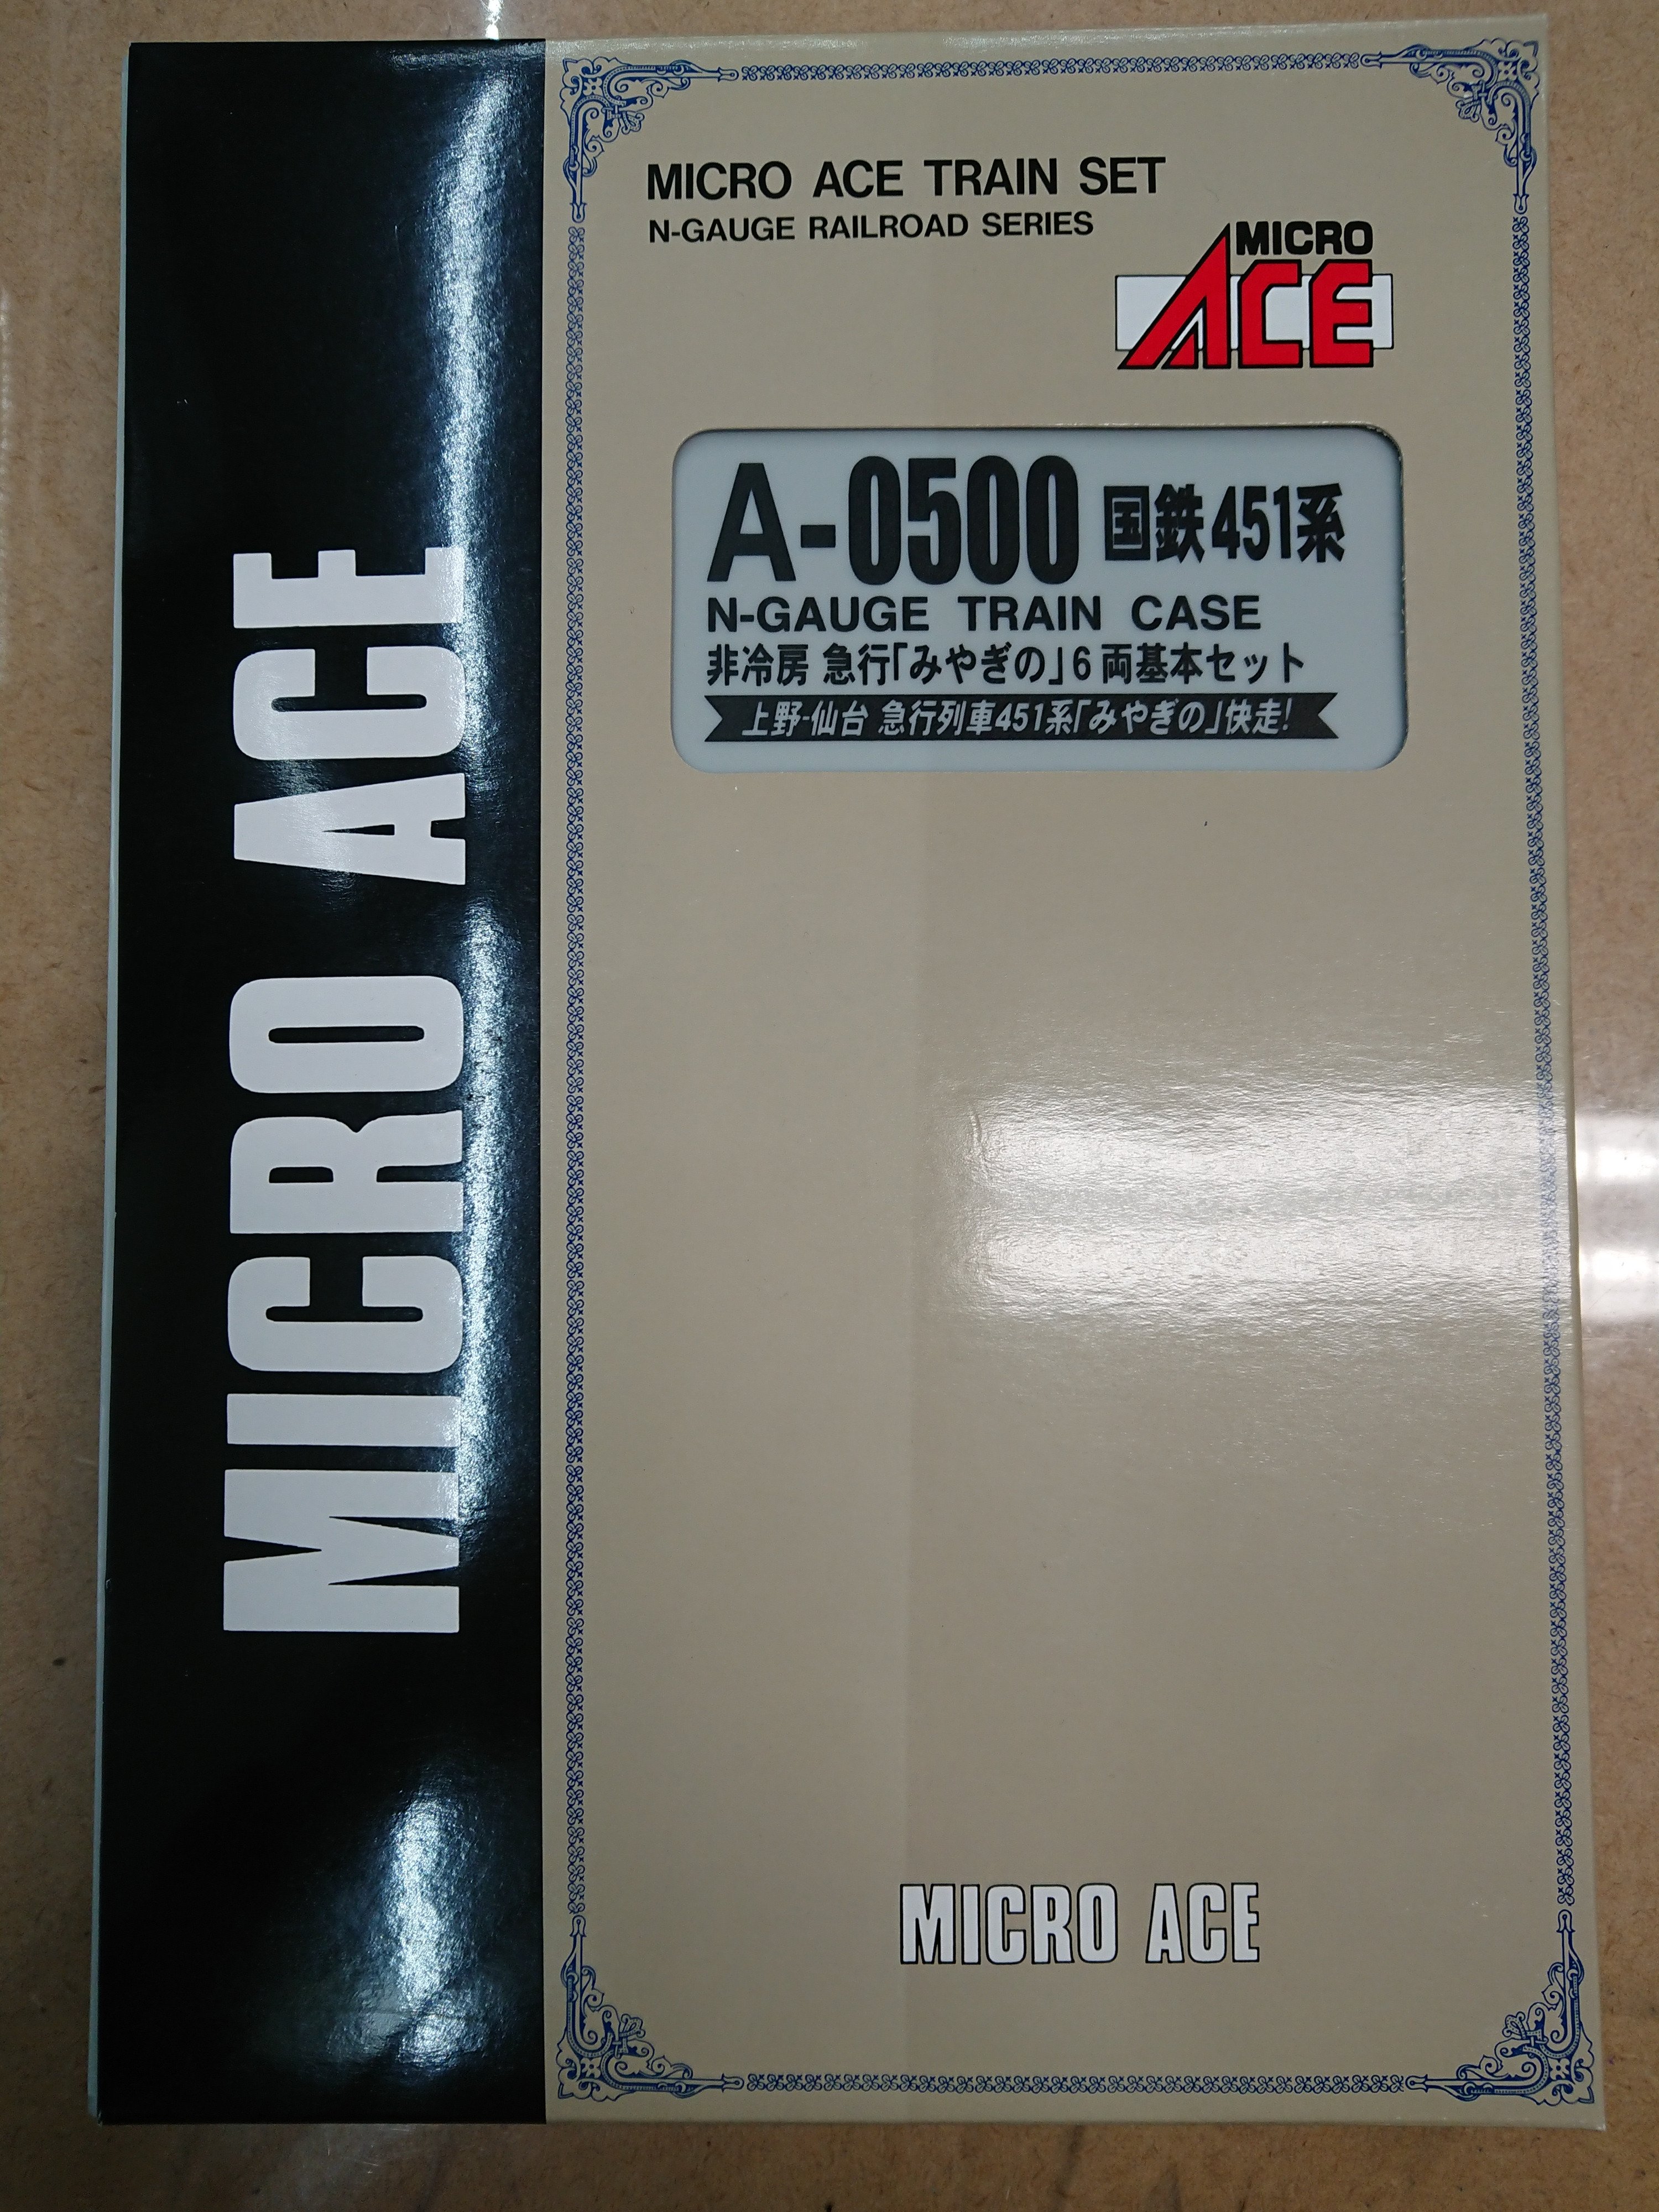 MICRO ACE
MICRO ACE TRAIN SET
N-GAUGE RAILROAD SERIES
MICRO
ACE
A-0500 国鉄451系
N-GAUGE TRAIN CASE
非冷房 急行「みやぎの」6両基本セット
上野-仙台 急行列車451系「みやぎの」快走!
MICRO ACE